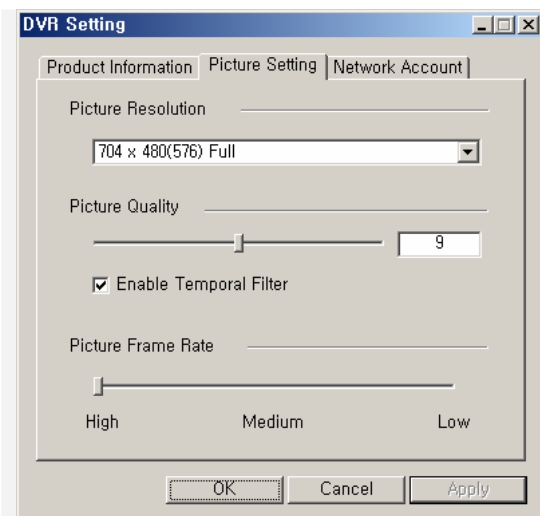 DVR Setting
Product Information Picture Setting Network Account
Picture Resolution
704 x 480(576) Full
Picture Quality
9
Enable Temporal Filter
Picture Frame Rate
High Medium Low
OK Cancel Apply